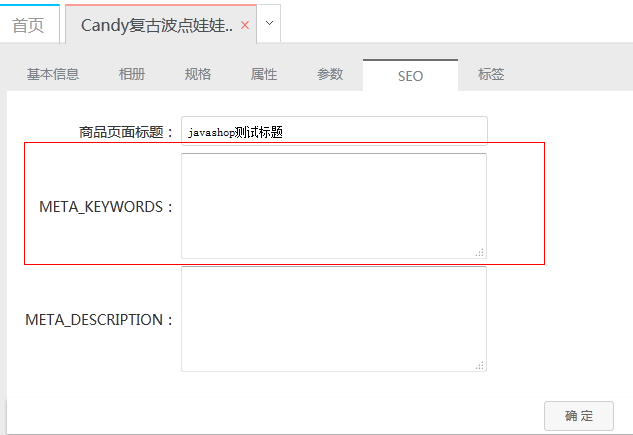 首页 Candy复古波点娃娃..
基本信息 相册 规格 属性 参数 SEO 标签
商品页面标题： javashop测试标题
META_KEYWORDS：
META_DESCRIPTION：
确 定